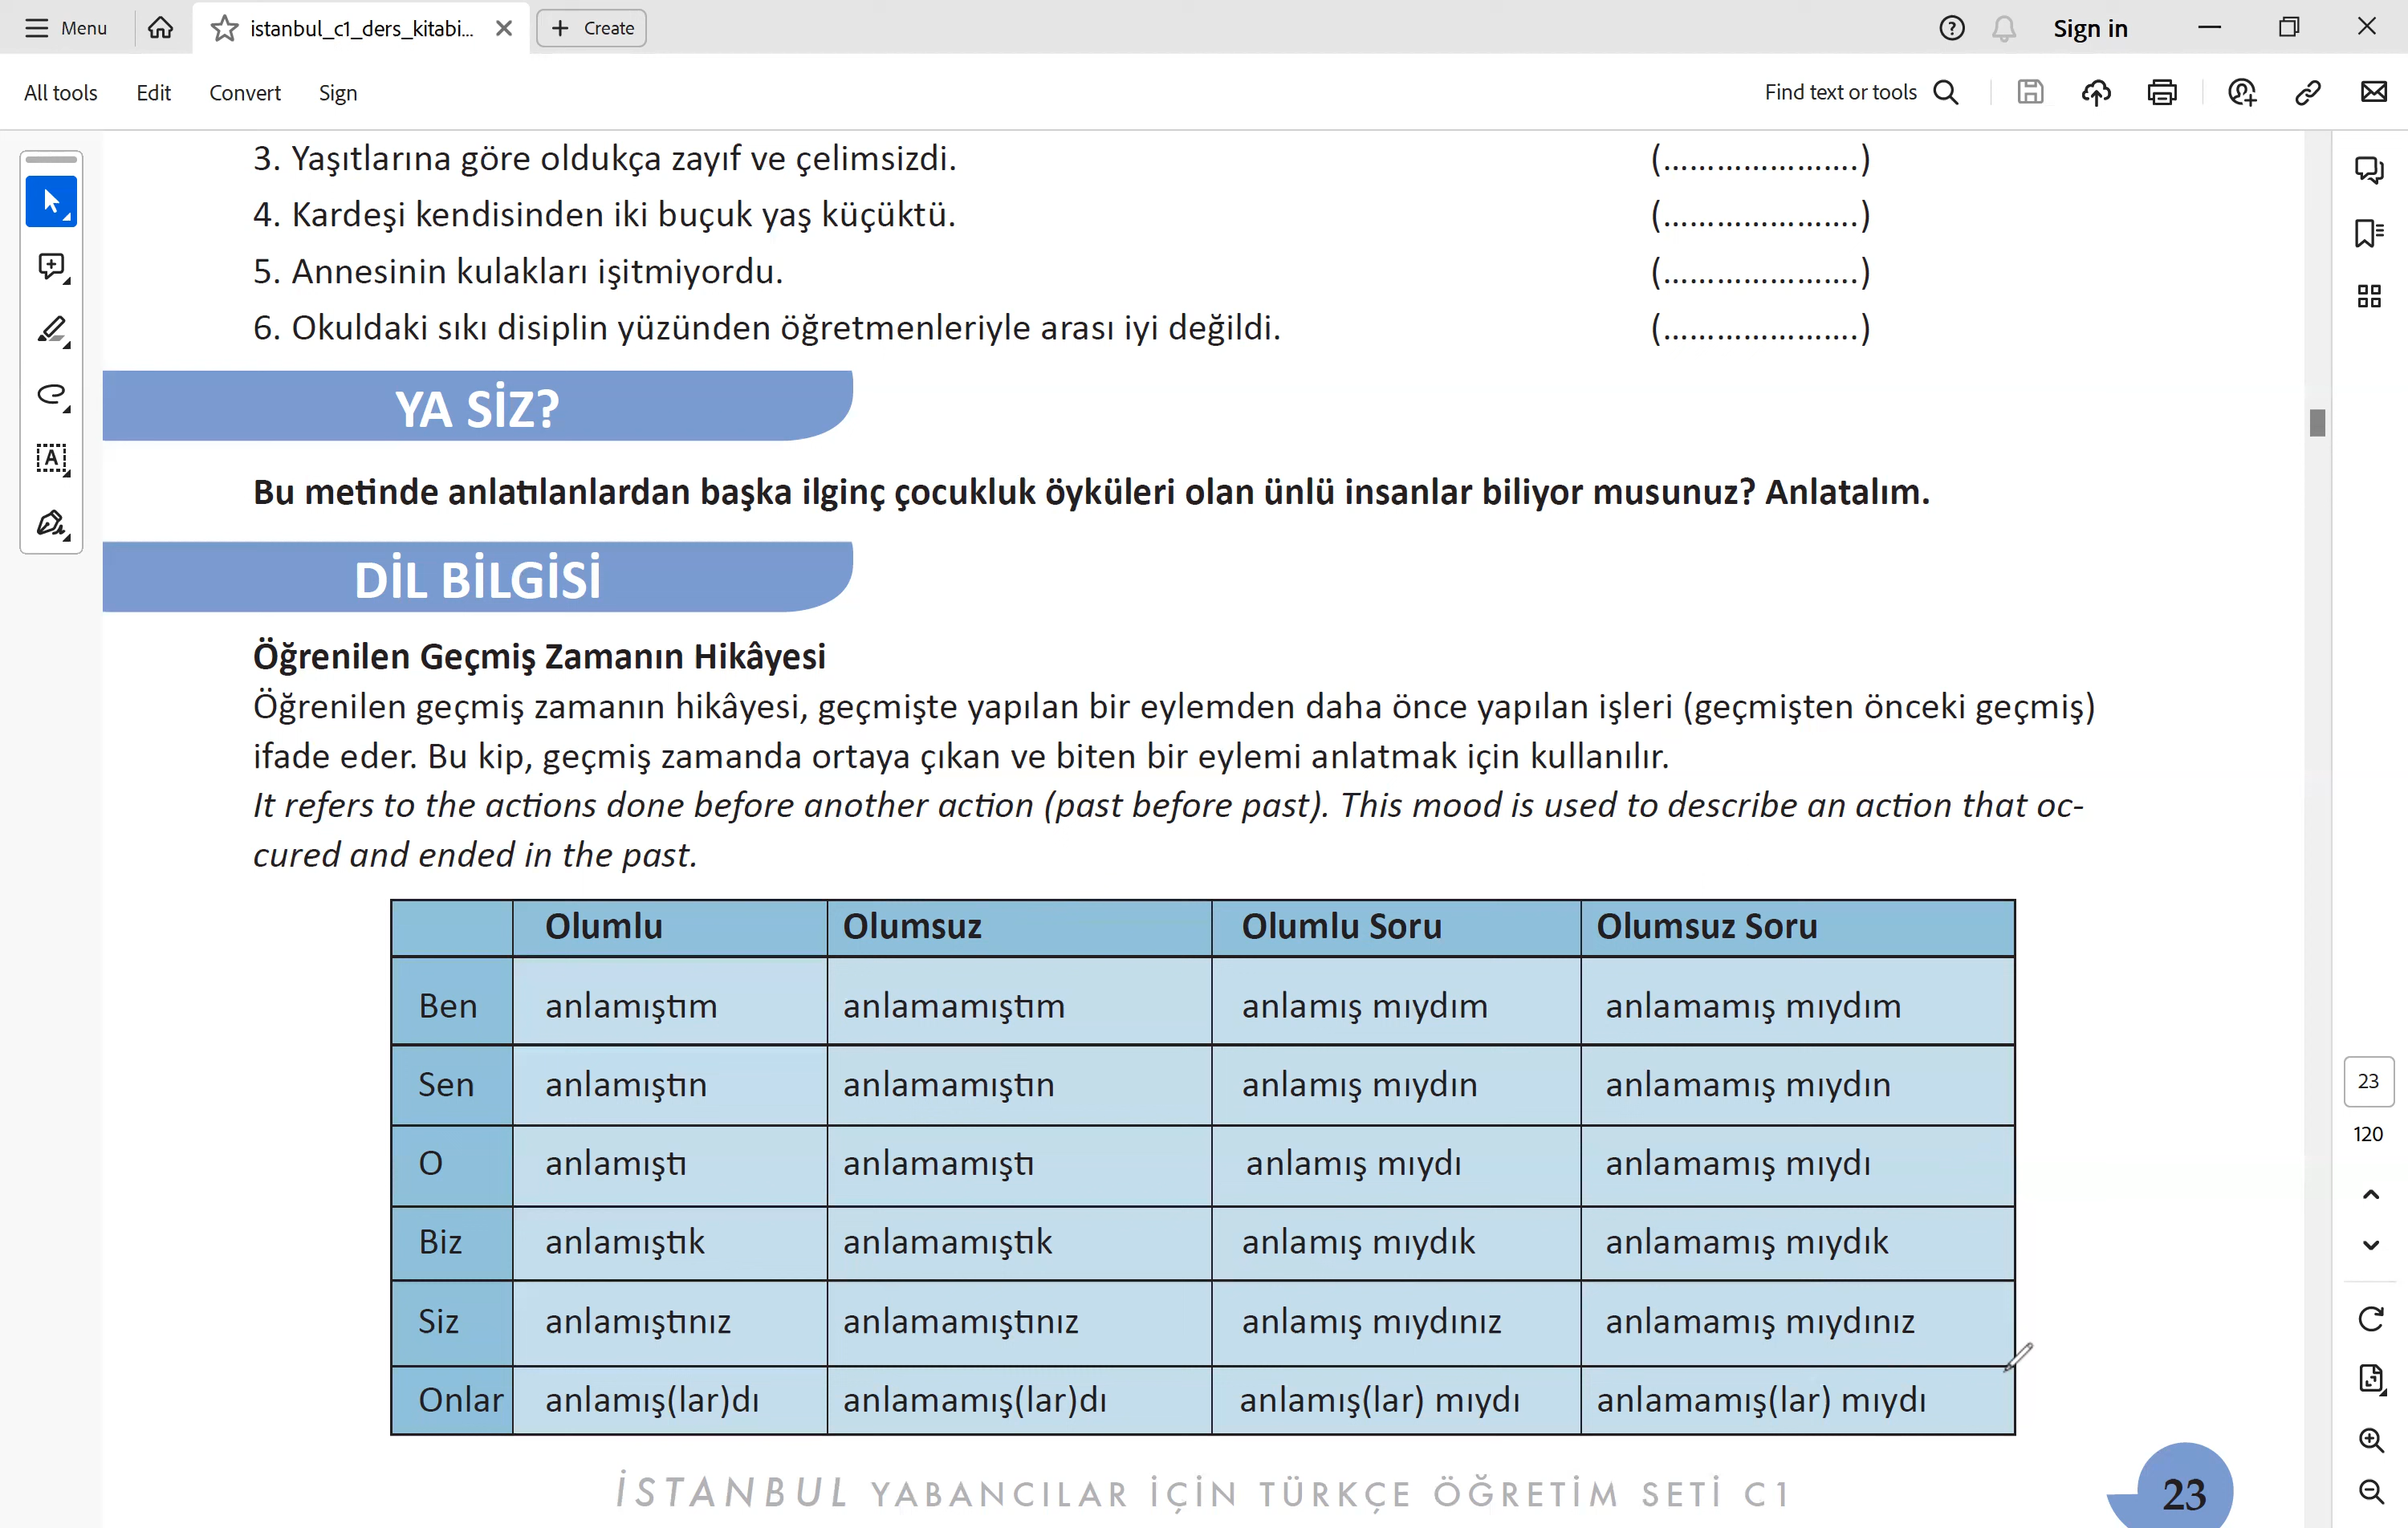 Menu
istanbul_c1_ders_kitabi...
Create
Sign in
All tools Edit Convert Sign
Find text or tools
3. Yaşıtlarına göre oldukça zayıf ve çelimsizdi. (......................)
4. Kardeşi kendisinden iki buçuk yaş küçüktü. (......................)
5. Annesinin kulakları işitmiyordu. (......................)
6. Okuldaki sıkı disiplin yüzünden öğretmenleriyle arası iyi değildi. (......................)
YA SİZ?
Bu metinde anlatılanlardan başka ilginç çocukluk öyküleri olan ünlü insanlar biliyor musunuz? Anlatalım.
DİL BİLGİSİ
Öğrenilen Geçmiş Zamanın Hikâyesi
Öğrenilen geçmiş zamanın hikâyesi, geçmişte yapılan bir eylemden daha önce yapılan işleri (geçmişten önceki geçmiş)
ifade eder. Bu kip, geçmiş zamanda ortaya çıkan ve biten bir eylemi anlatmak için kullanılır.
It refers to the actions done before another action (past before past). This mood is used to describe an action that oc-
cured and ended in the past.
Olumlu Olumsuz Olumlu Soru Olumsuz Soru
Ben anlamıştım anlamamıştım anlamış mıydım anlamamış mıydım
Sen anlamıştın anlamamıştın anlamış mıydın anlamamış mıydın
O anlamıştı anlamamıştı anlamış mıydı anlamamış mıydı
Biz anlamıştık anlamamıştık anlamış mıydık anlamamış mıydık
Siz anlamıştınız anlamamıştınız anlamış mıydınız anlamamış mıydınız
Onlar anlamış(lar)dı anlamamış(lar)dı anlamış(lar) mıydı anlamamış(lar) mıydı
İSTANBUL YABANCILAR İÇİN TÜRKÇE ÖĞRETİM SETİ C1
23
23
120